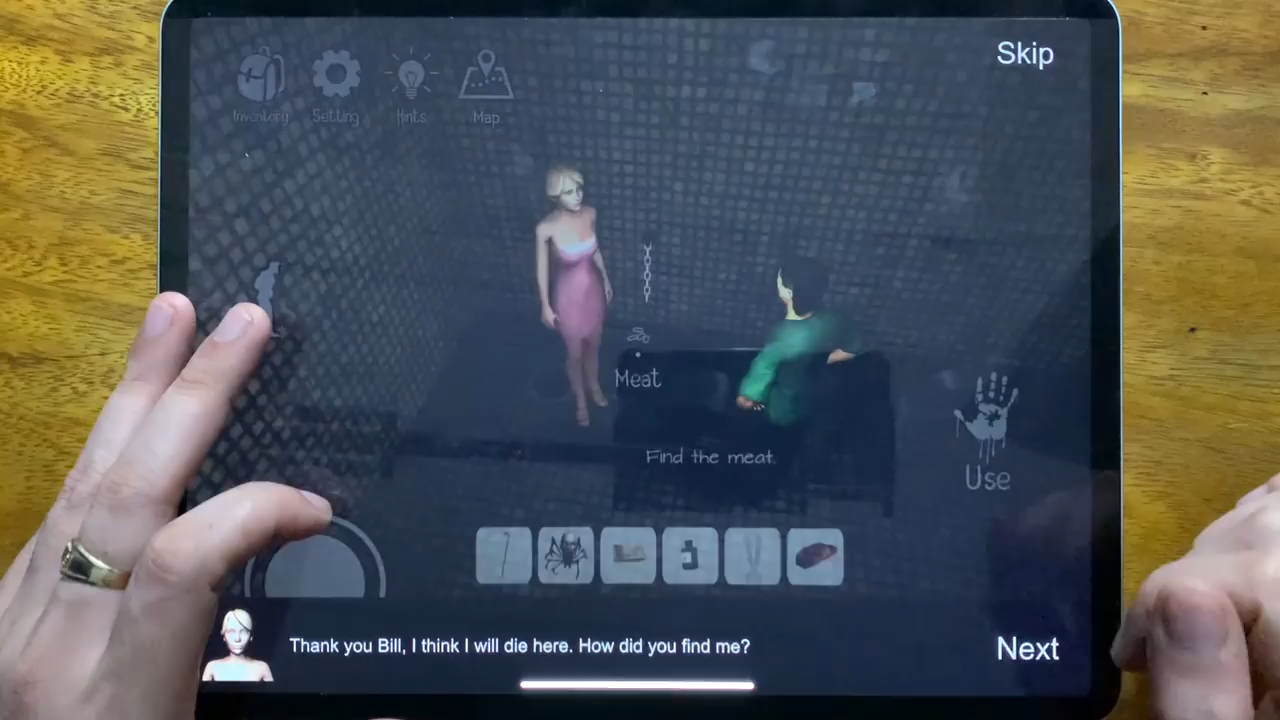 Skip
Inventory
Setting
Hints
Map
Meat
Find the meat.
Use
Thank you Bill, I think I will die here. How did you find me?
Next